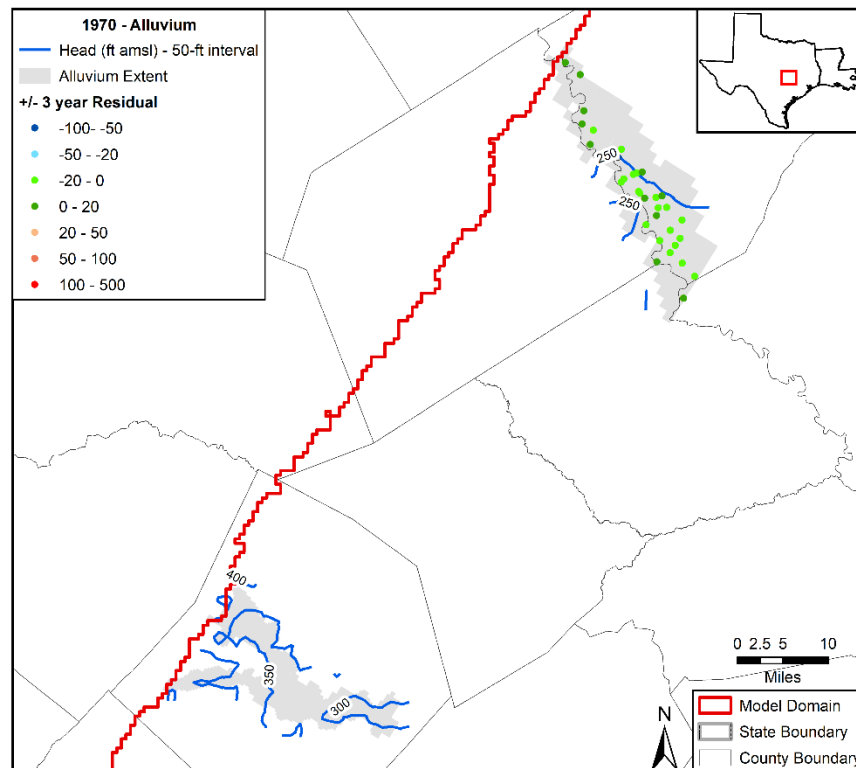 1970 - Alluvium
Head (ft amsl) - 50-ft interval
Alluvium Extent
+/- 3 year Residual
-100- -50
-50 - -20
-20 - 0
0 - 20
20 - 50
50 - 100
100 - 500
250
250
400
350
300
0 2.5 5 10
Miles
N
Model Domain
State Boundary
County Boundary